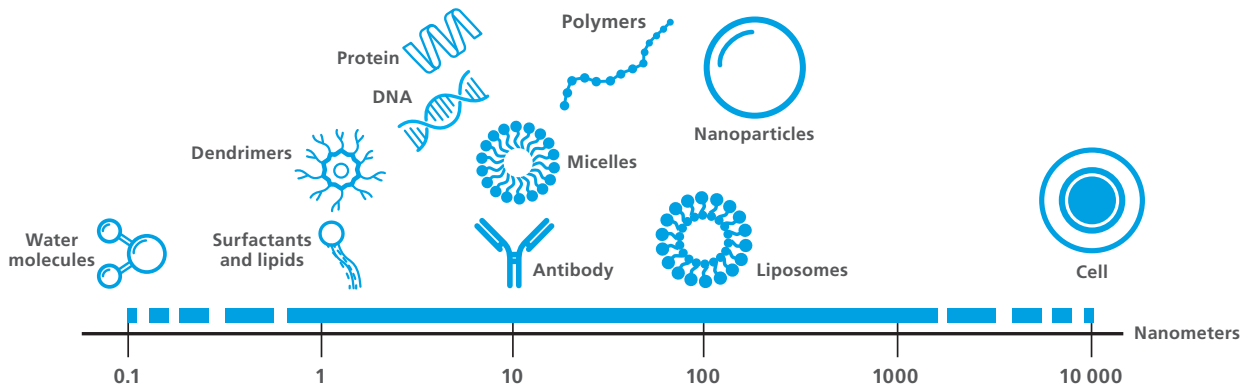 Polymers
Protein
DNA
Nanoparticles
Dendrimers
Micelles
Water
molecules
Surfactants
and lipids
Antibody
Liposomes
Cell
Nanometers
0.1
1
10
100
1000
10 000